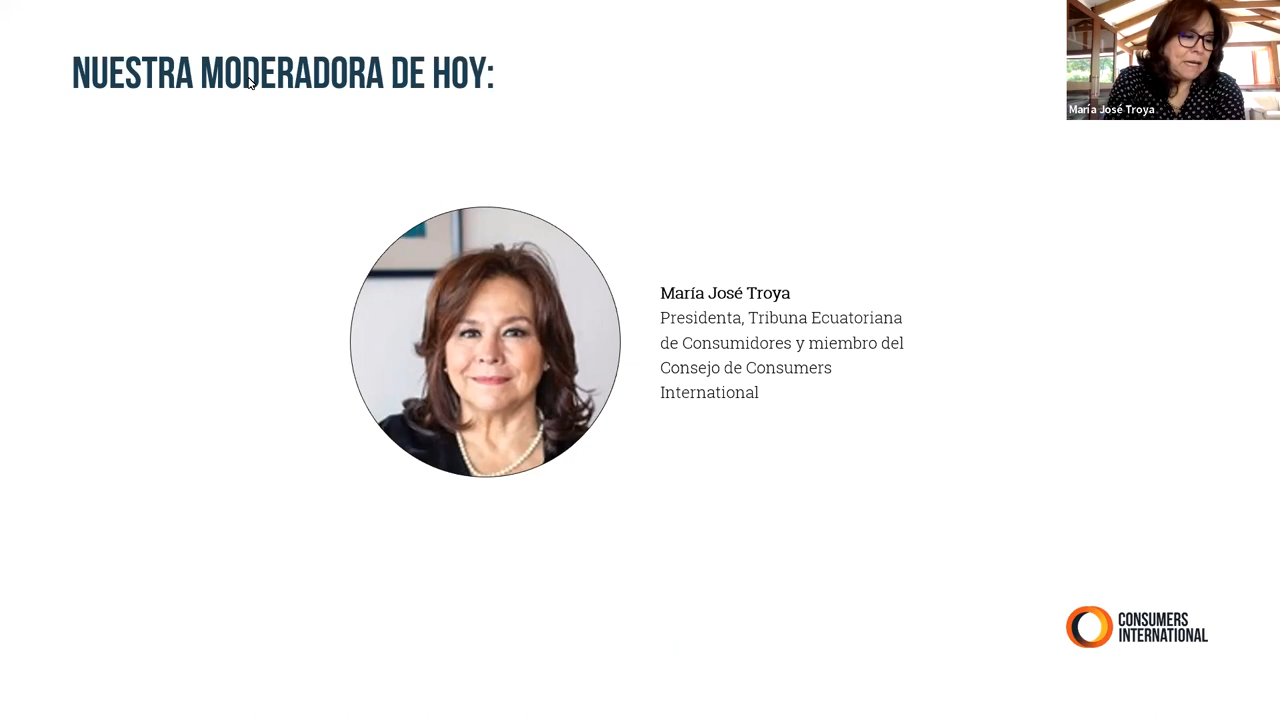 NUESTRA MODERADORA DE HOY:
María José Troya
María José Troya
Presidenta, Tribuna Ecuatoriana
de Consumidores y miembro del
Consejo de Consumers
International
CONSUMERS
INTERNATIONAL